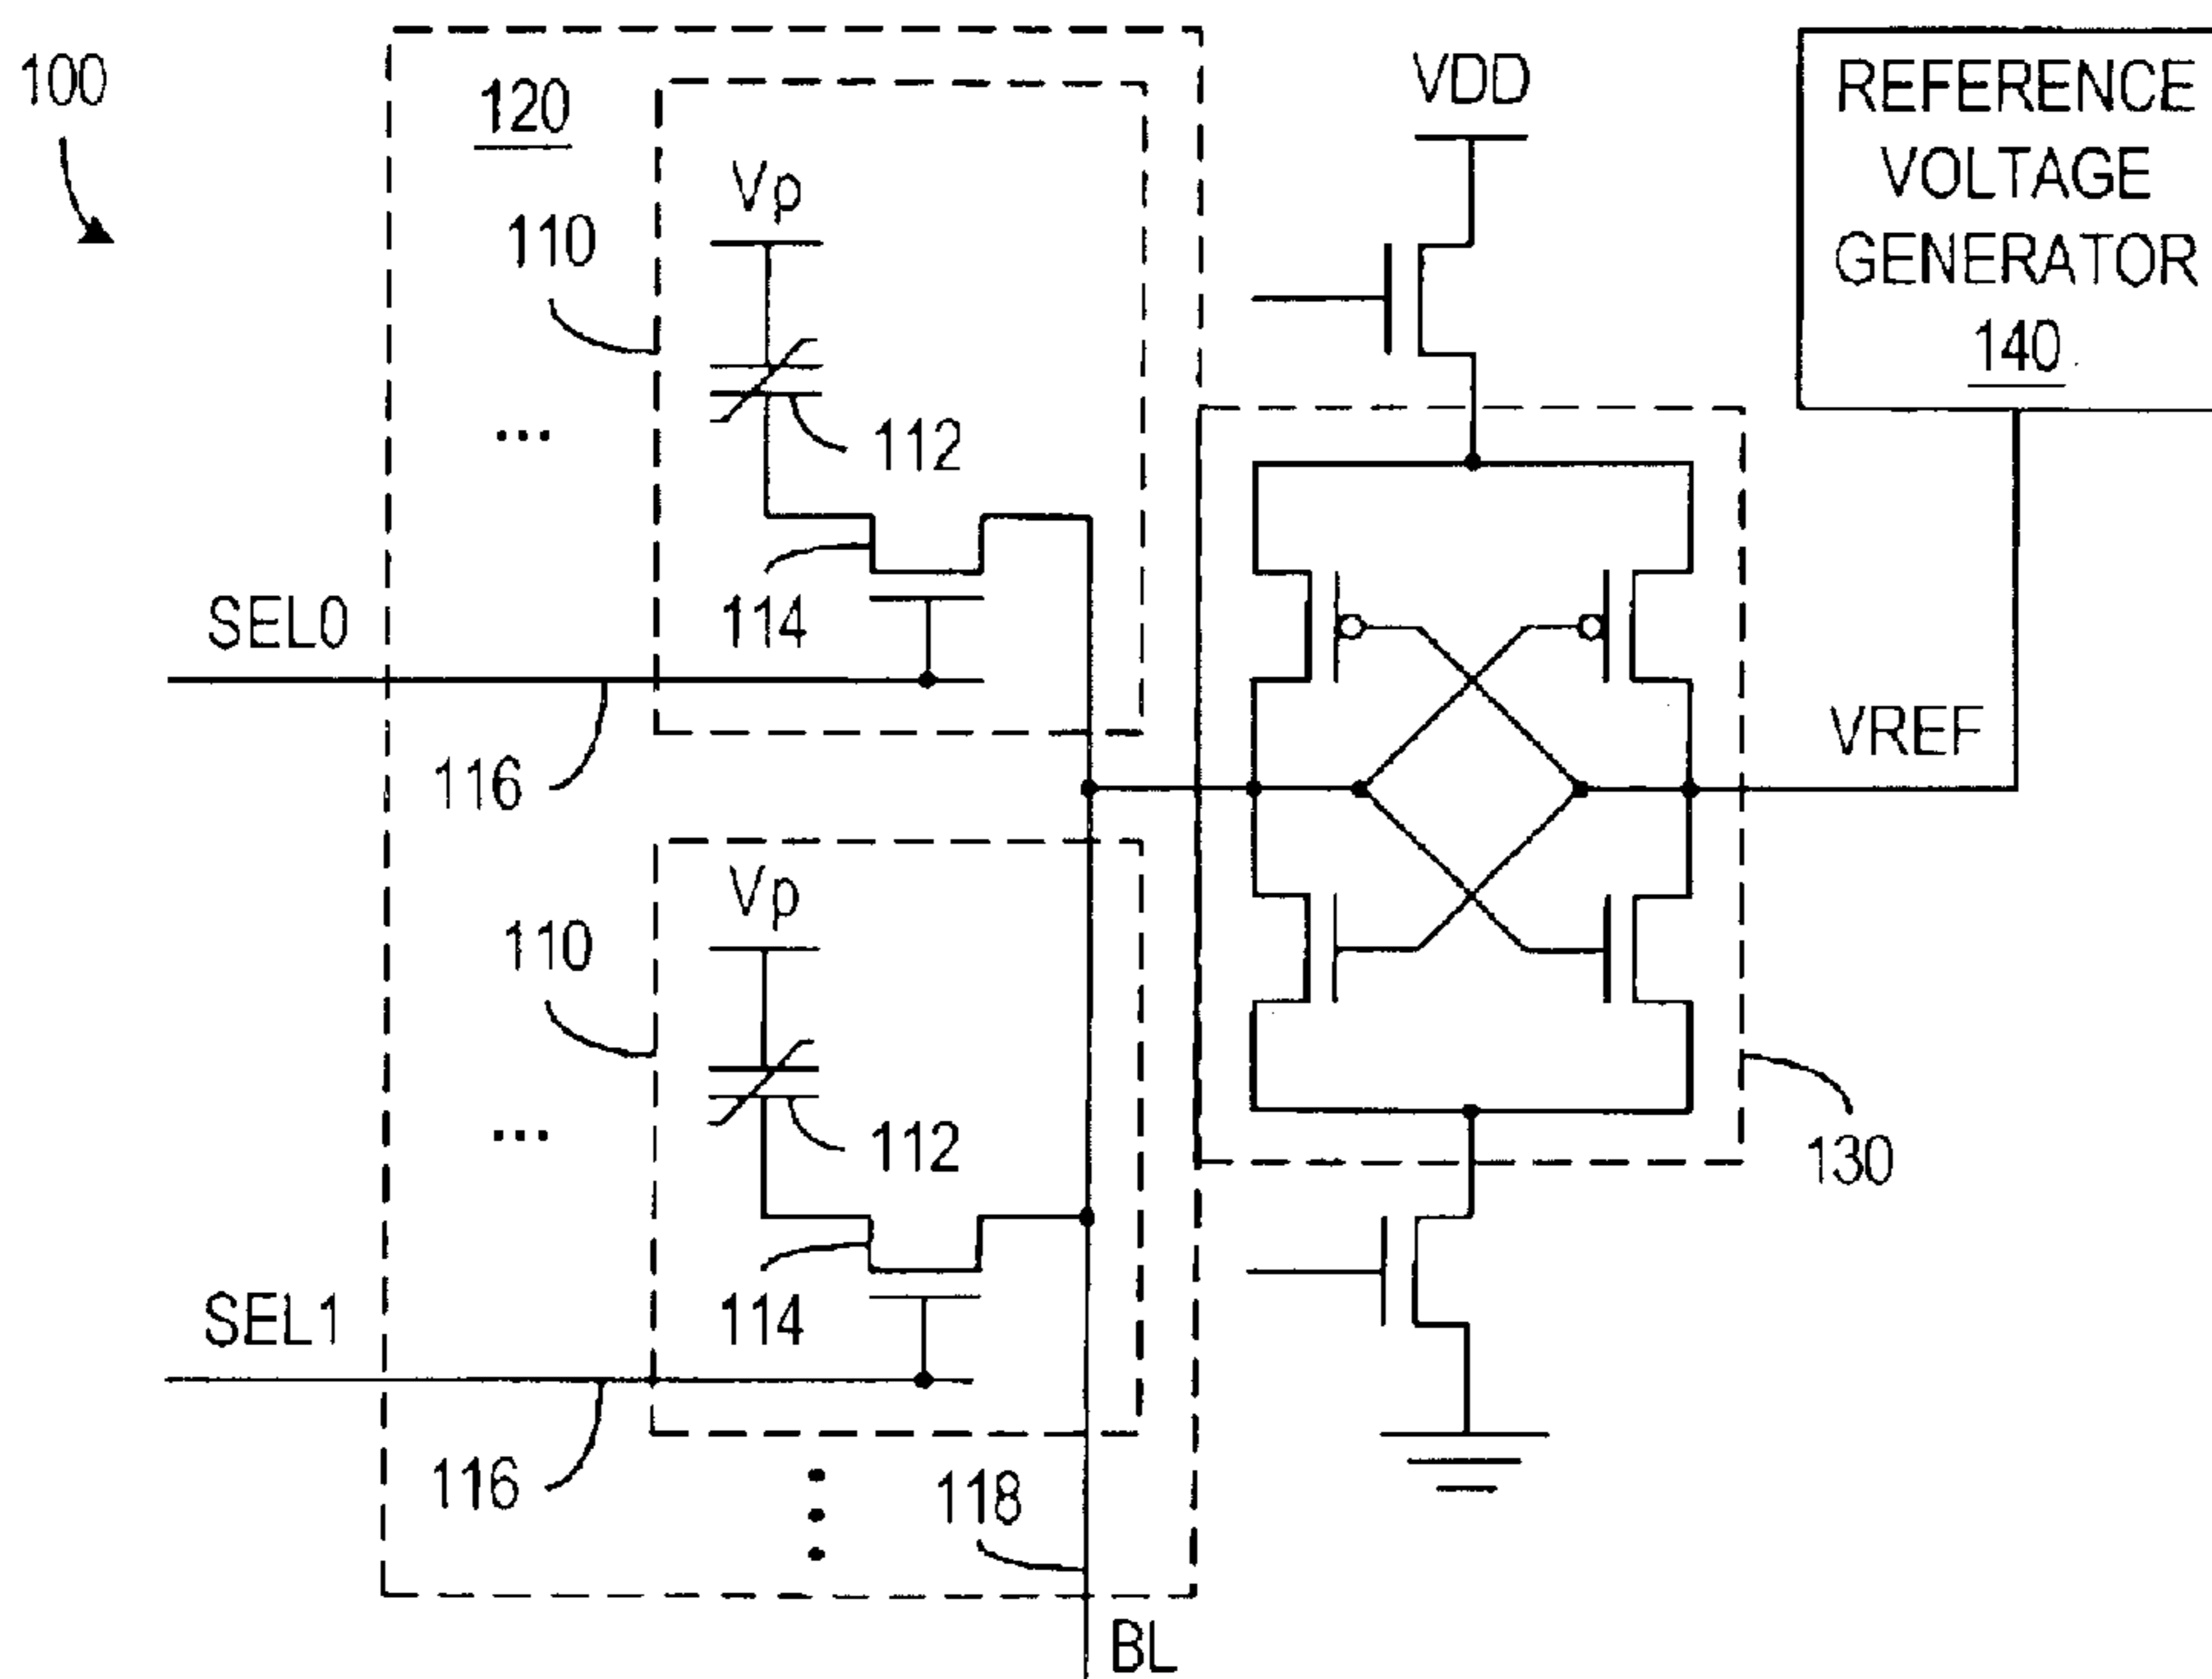 100
120
Vp
110
...
112
114
SEL0
116
Vp
110
...
112
114
SEL1
116
118
BL
VDD
130
VREF
REFERENCE
VOLTAGE
GENERATOR
140